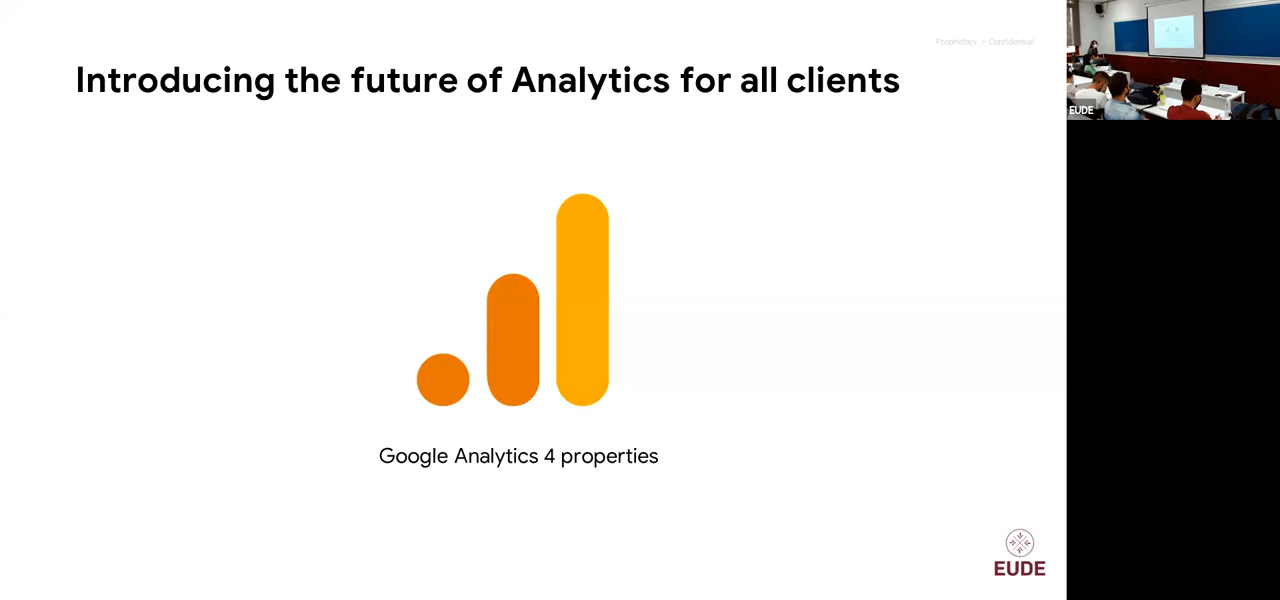 Proprietary + Confidential
Introducing the future of Analytics for all clients
EUDE
Google Analytics 4 properties
EUDE